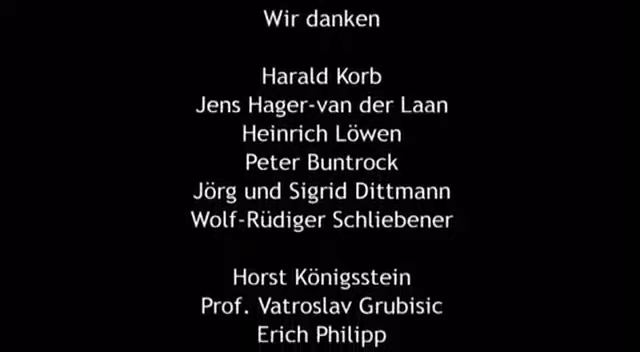 Wir danken
Harald Korb
Jens Hager-van der Laan
Heinrich Löwen
Peter Buntrock
Jörg und Sigrid Dittmann
Wolf-Rüdiger Schliebener
Horst Königsstein
Prof. Vatroslav Grubisic
Erich Philipp